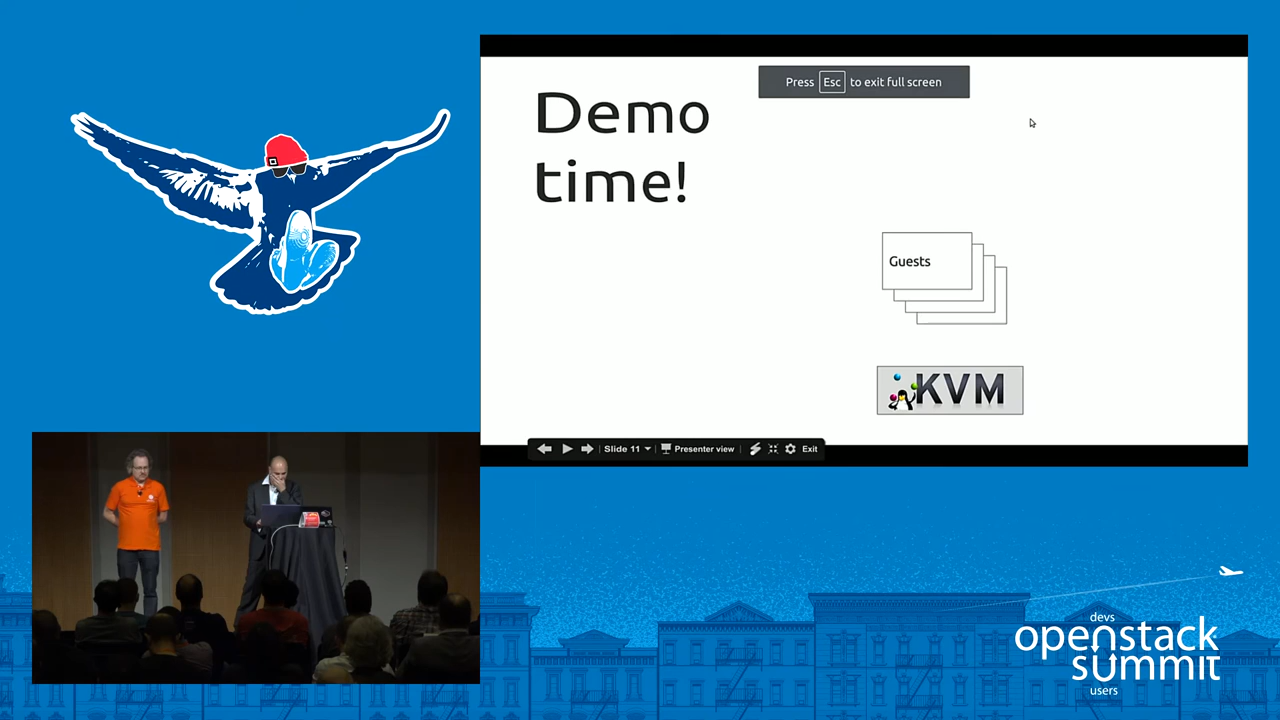 Demo
time!
Press Esc to exit full screen
Guests
KVM
Slide 11
Presenter view
Exit
devs
openstack
summit
users